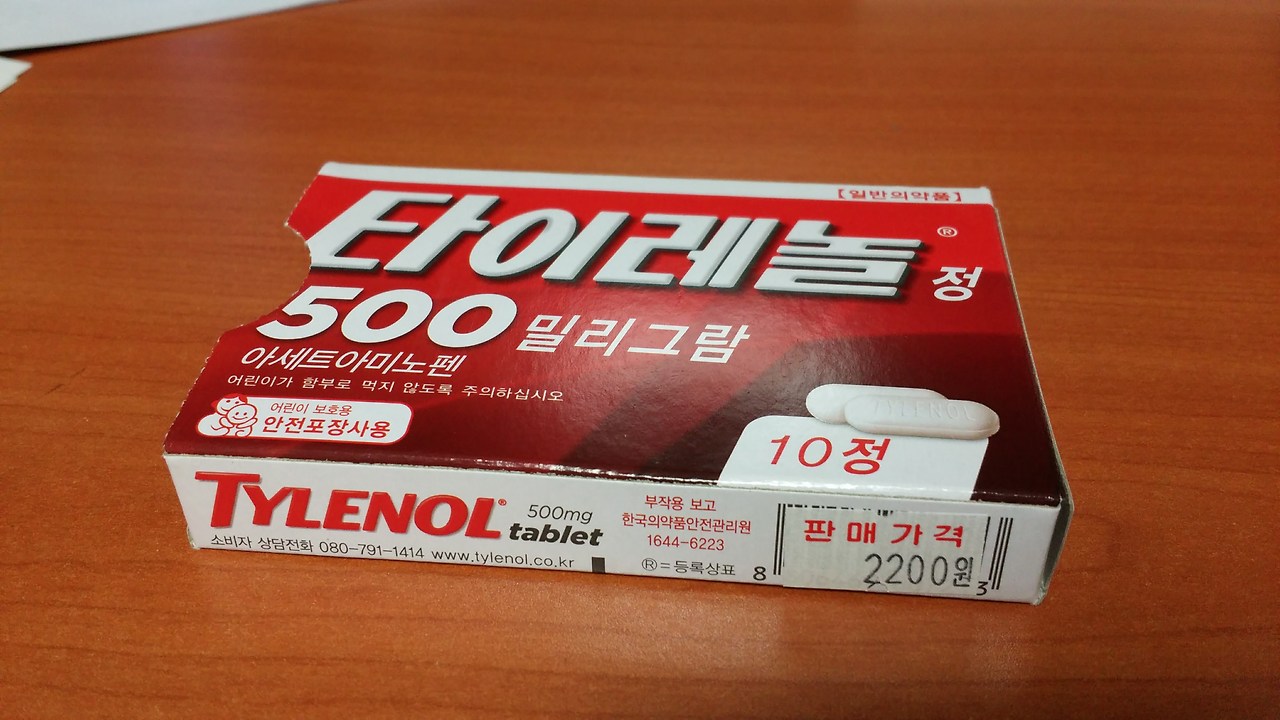 [일반의약품]
타이레놀® 정
500 밀리그람
아세트아미노펜
어린이가 함부로 먹지 않도록 주의하십시오
어린이 보호용
안전포장사용
TYLENOL
10정
TYLENOL® 500mg tablet
소비자 상담전화 080-791-1414 www.tylenol.co.kr
부작용 보고
한국의약품안전관리원
1644-6223
®=등록상표
판매가격
2200원
8
3